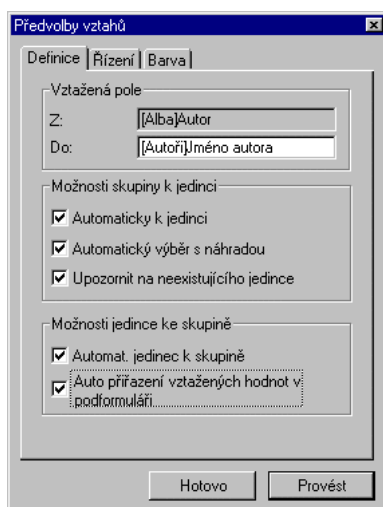 Předvolby vztahů
Definice Řízení Barva
Vztažená pole
Z: [Alba]Autor
Do: [Autoři]Jméno autora
Možnosti skupiny k jedinci
Automaticky k jedinci
Automatický výběr s náhradou
Upozornit na neexistujícího jedince
Možnosti jedince ke skupině
Automat. jedinec k skupině
Auto přiřazení vztažených hodnot v
podformuláři
Hotovo Provést